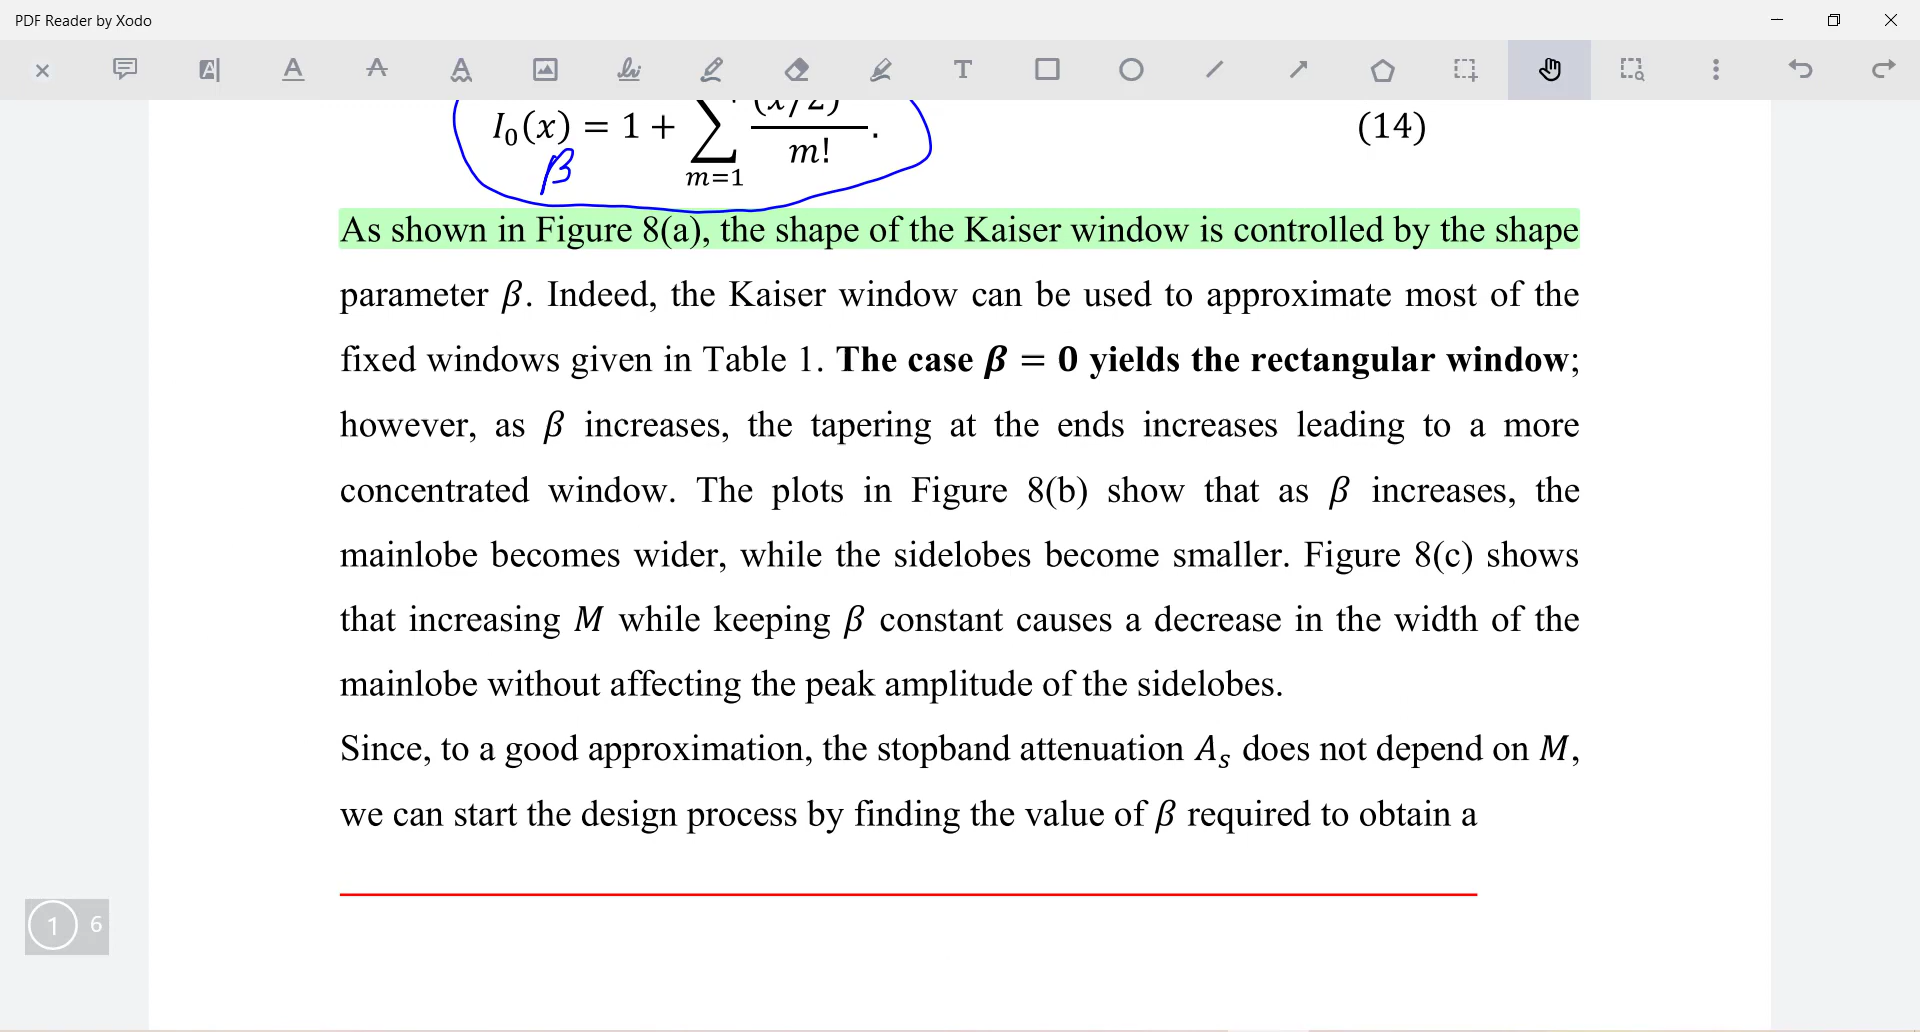 PDF Reader by Xodo
I₀(x) = 1 + ∑ (x/2) / m! . (14)
m=1
β
As shown in Figure 8(a), the shape of the Kaiser window is controlled by the shape
parameter β. Indeed, the Kaiser window can be used to approximate most of the
fixed windows given in Table 1. The case β = 0 yields the rectangular window;
however, as β increases, the tapering at the ends increases leading to a more
concentrated window. The plots in Figure 8(b) show that as β increases, the
mainlobe becomes wider, while the sidelobes become smaller. Figure 8(c) shows
that increasing M while keeping β constant causes a decrease in the width of the
mainlobe without affecting the peak amplitude of the sidelobes.
Since, to a good approximation, the stopband attenuation Aₛ does not depend on M,
we can start the design process by finding the value of β required to obtain a
1 6